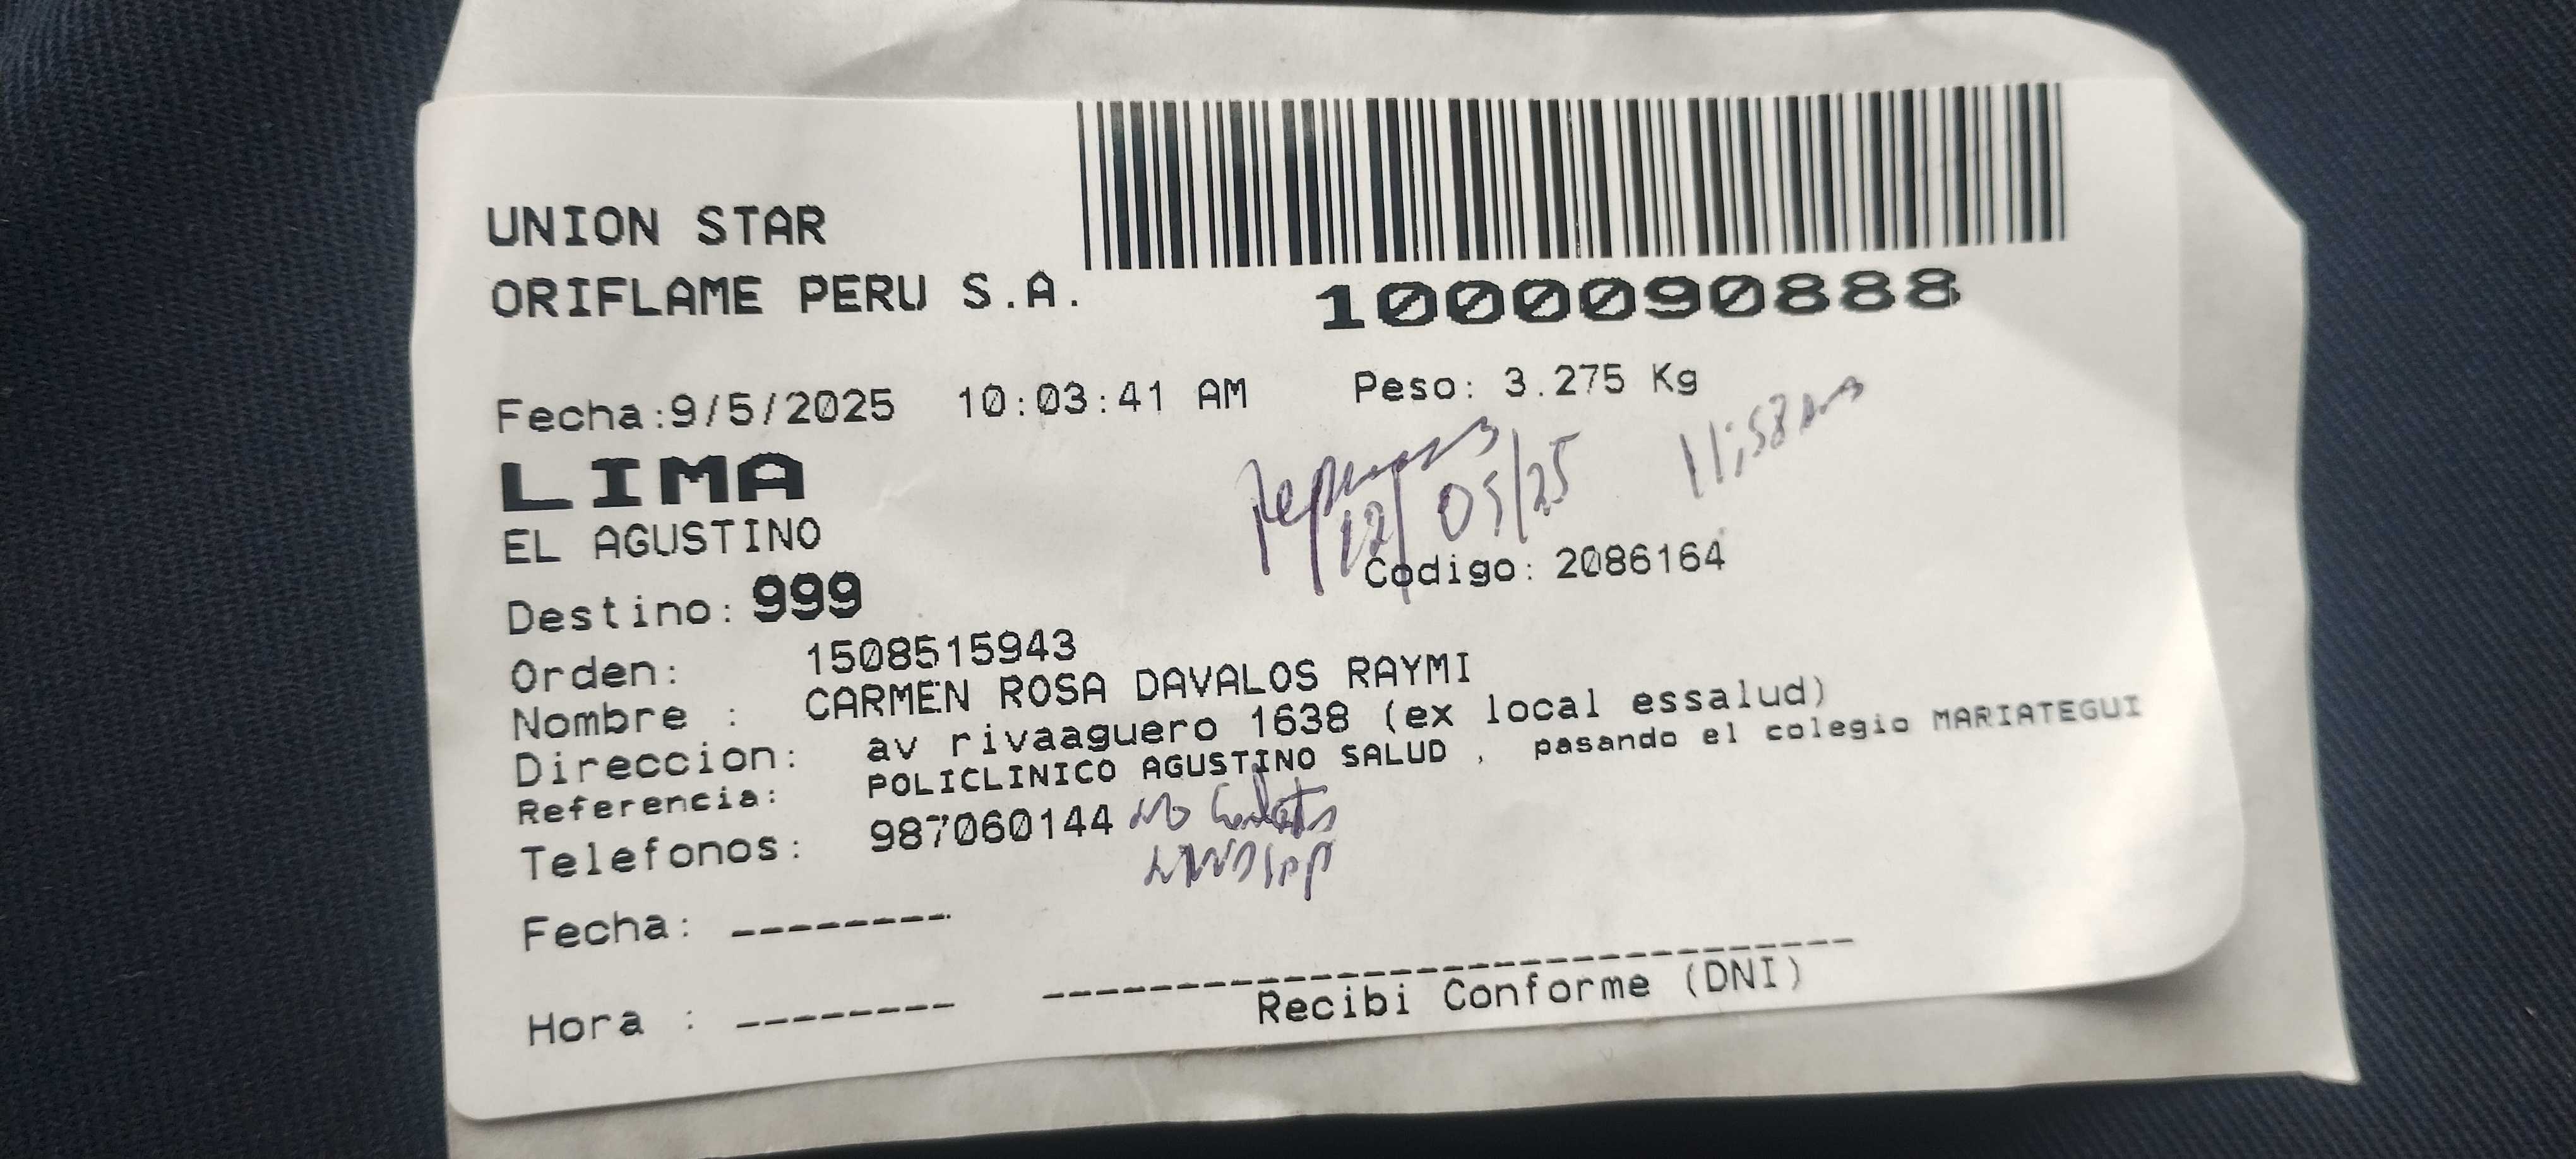 UNION STAR
ORIFLAME PERU S.A.
1000090888
Fecha:9/5/2025 10:03:41 AM Peso: 3.275 Kg
LIMA
12/05/25
EL AGUSTINO
Codigo: 2086164
Destino: 999
Orden: 1508515943
Nombre : CARMEN ROSA DAVALOS RAYMI
Direccion: av rivaaguero 1638 (ex local essalud)
Referencia: POLICLINICO AGUSTINO SALUD , pasando el colegio MARIATEGUI
Telefonos: 987060144 no
Fecha: --------
Hora : --------
Recibi Conforme (DNI)